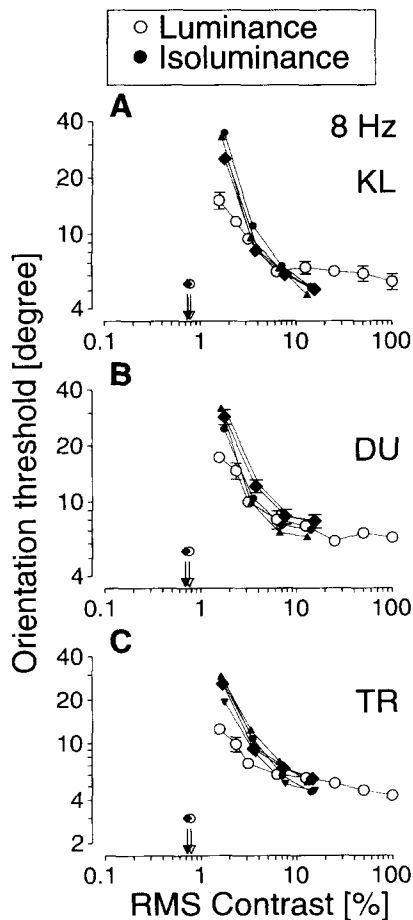 ○ Luminance
● Isoluminance
A
8 Hz
KL
40
20
10
4
0.1 1 10 100
B
DU
40
20
10
4
0.1 1 10 100
C
TR
40
20
10
4
2
0.1 1 10 100
Orientation threshold [degree]
RMS Contrast [%]